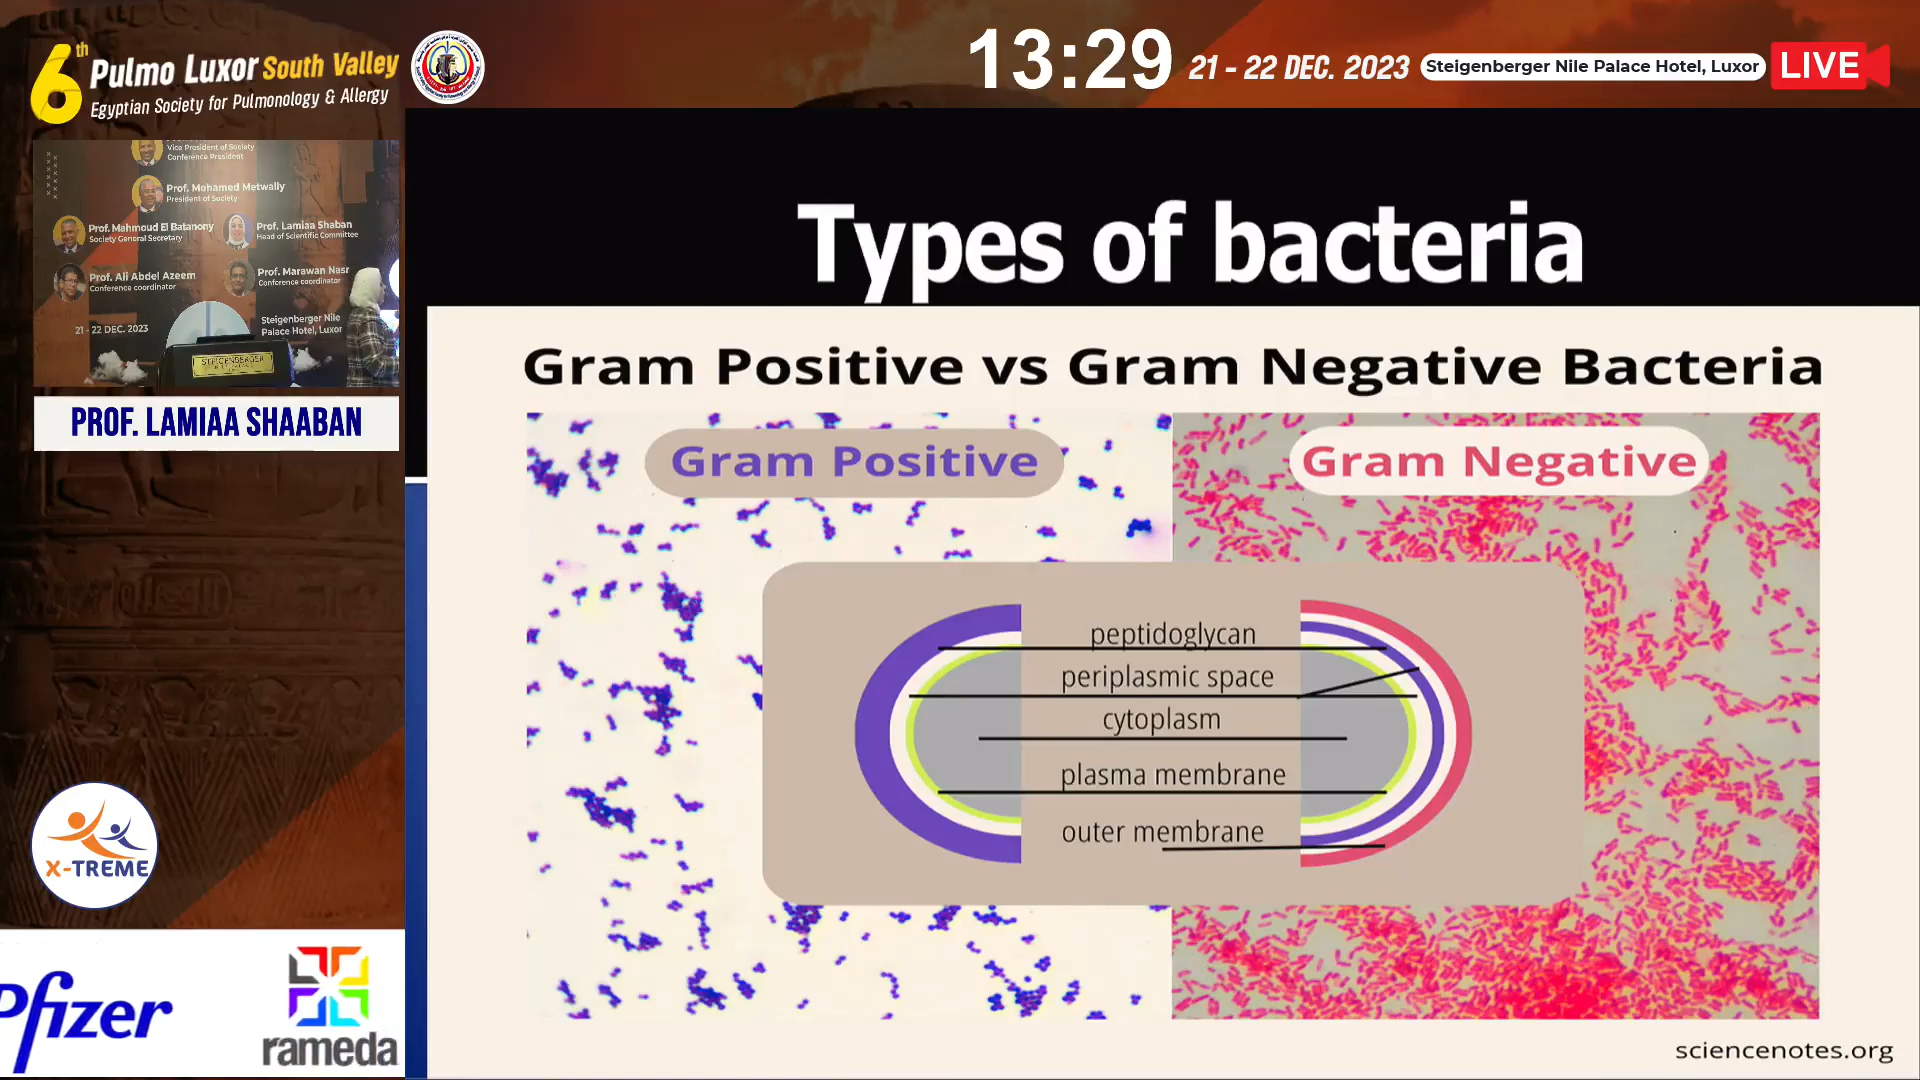 6th
Pulmo Luxor South Valley
Egyptian Society for Pulmonology & Allergy
13:29
21 - 22 DEC. 2023
Steigenberger Nile Palace Hotel, Luxor
LIVE
Vice President of Society
Conference President
Prof. Mohamed Metwally
President of Society
Prof. Mahmoud El Batanony
Society General Secretary
Prof. Lamiaa Shaban
Head of Scientific Committee
Prof. Ali Abdel Azeem
Conference coordinator
Prof. Marawan Nasr
Conference coordinator
21 - 22 DEC. 2023
Steigenberger Nile
Palace Hotel, Luxor
STEIGENBERGER
PROF. LAMIAA SHAABAN
X-TREME
Pfizer
rameda
Types of bacteria
Gram Positive vs Gram Negative Bacteria
Gram Positive
Gram Negative
peptidoglycan
periplasmic space
cytoplasm
plasma membrane
outer membrane
sciencenotes.org